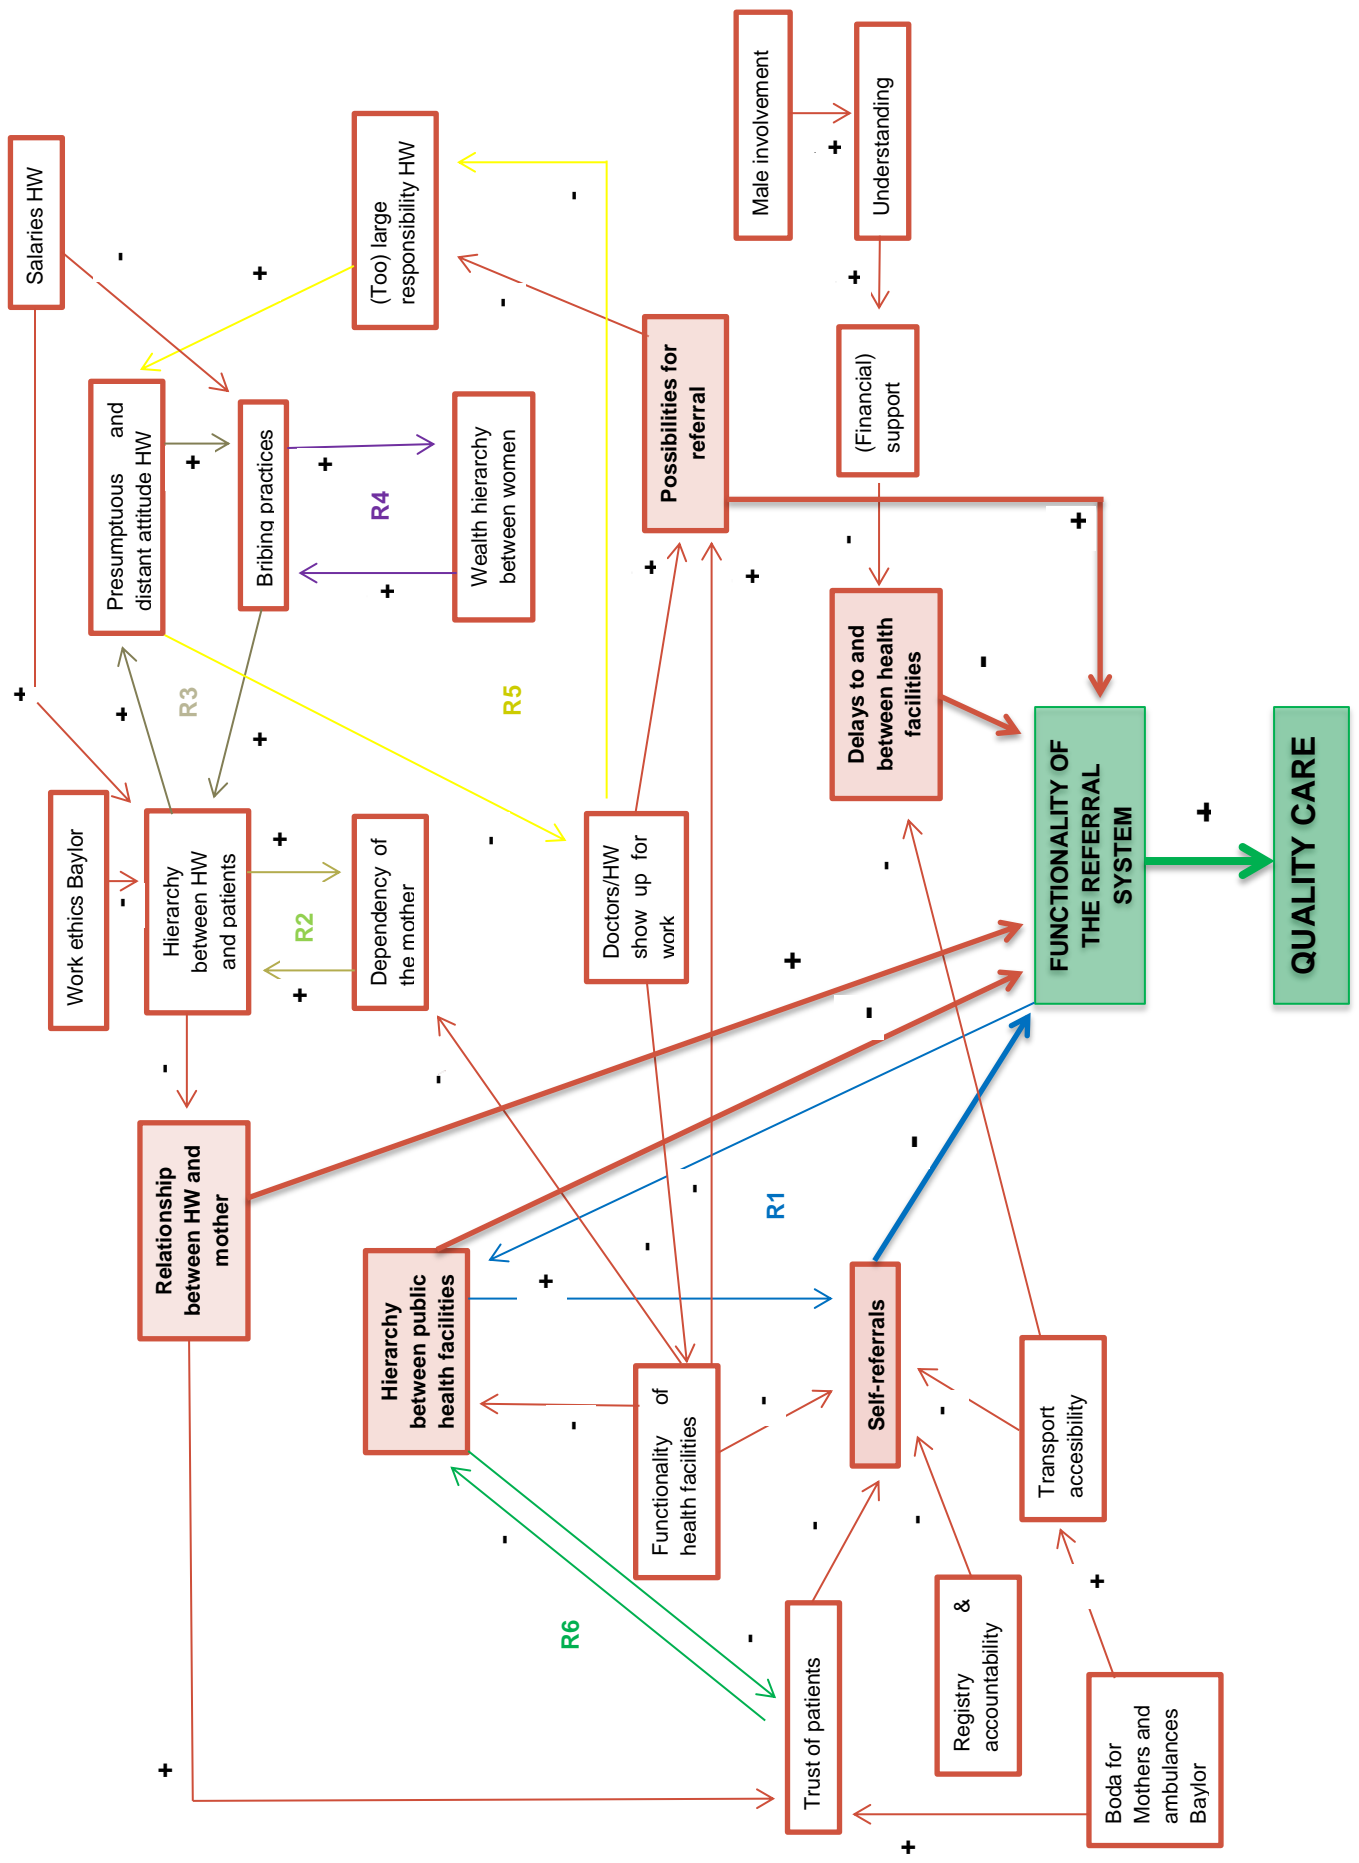 Salaries HW
+
Work ethics Baylor
-
+
-
Presumptuous and
distant attitude HW
+
-
Relationship
between HW and
mother
Hierarchy
between HW
and patients
R3
+
+
+
Bribing practices
+
+
R2
+
R4
+
Dependency of
the mother
(Too) large
responsibility HW
Hierarchy
between public
health facilities
-
-
Wealth hierarchy
between women
-
-
R5
+
R6
-
-
Doctors/HW
show up for
work
-
+
Functionality of
health facilities
Possibilities for
referral
-
-
+
-
Male involvement
R1
+
Trust of patients
-
+
-
+
Delays to and
between health
facilities
(Financial)
support
-
Self-referrals
-
Understanding
+
-
-
-
Registry &
accountability
-
Transport
accesibility
FUNCTIONALITY OF
THE REFERRAL
SYSTEM
+
+
Boda for
Mothers and
ambulances
Baylor
+
QUALITY CARE